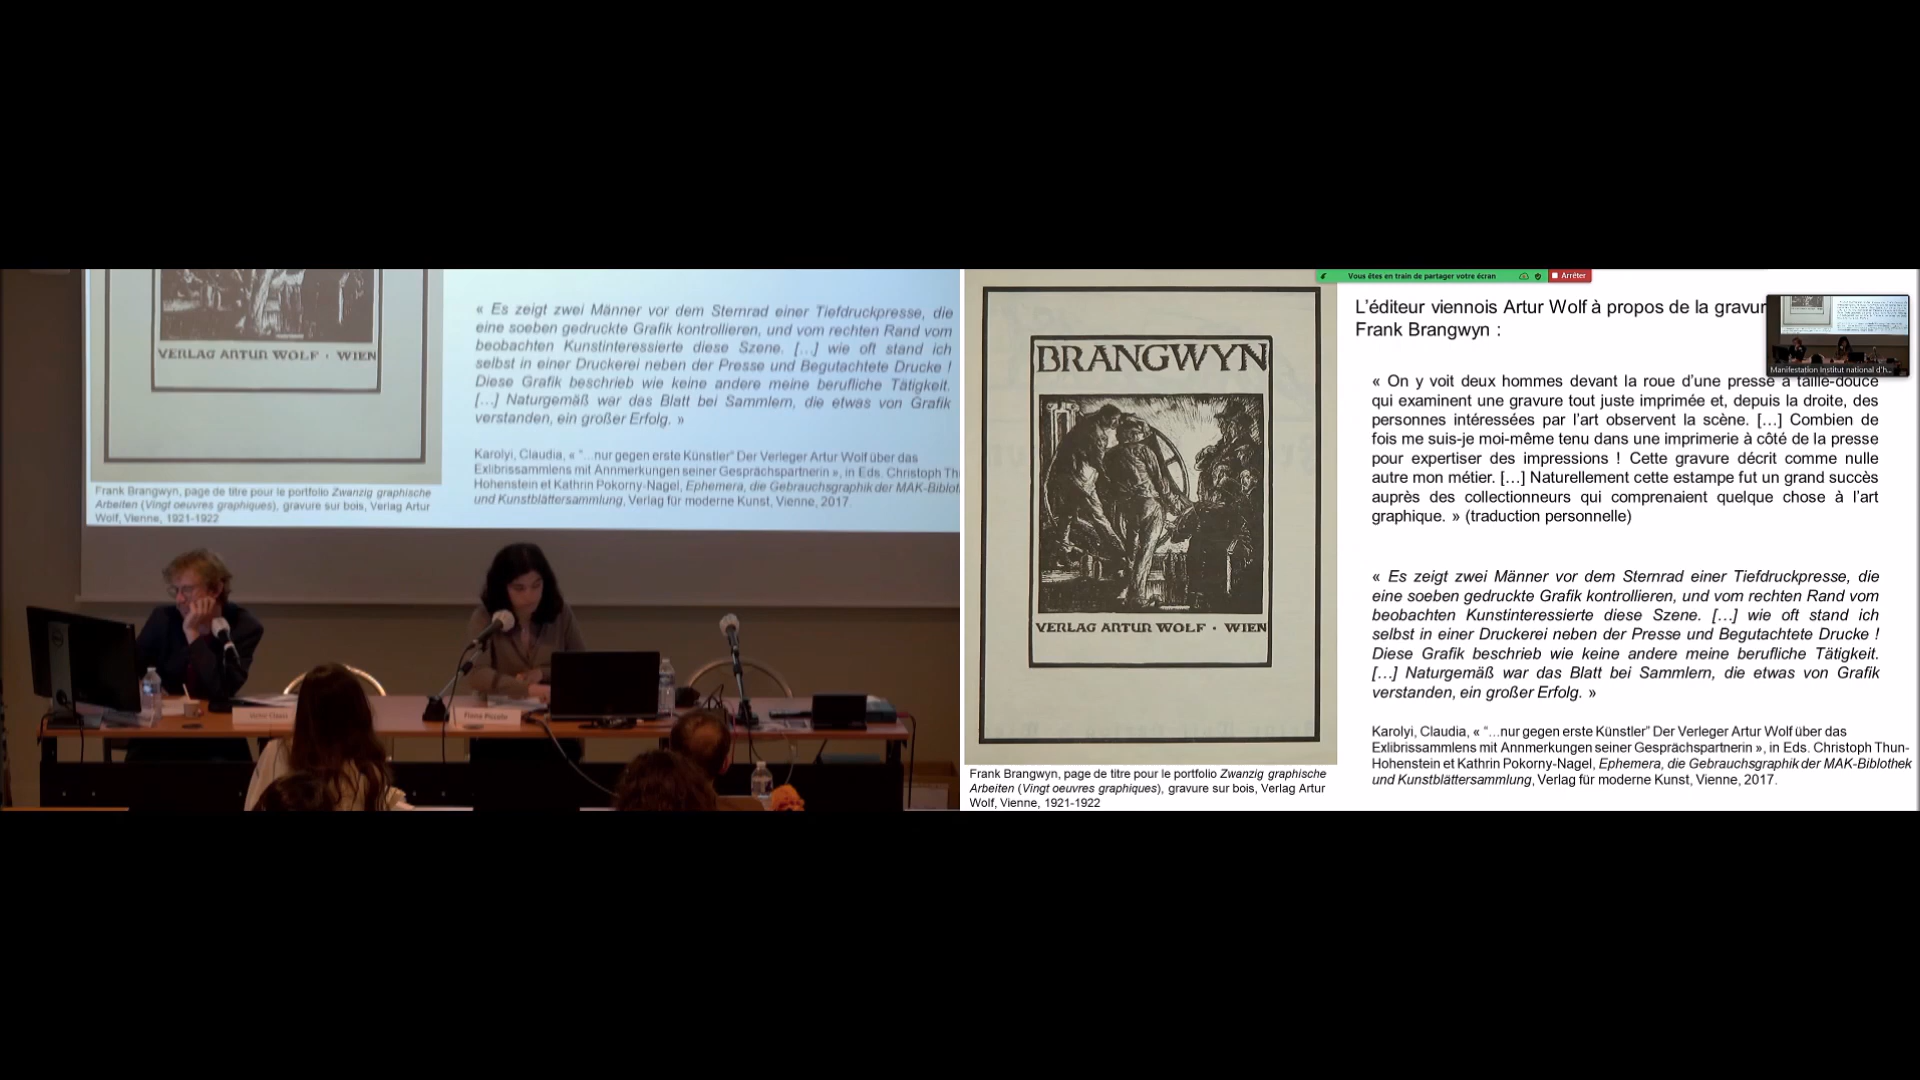 VERLAG ARTUR WOLF · WIEN
« Es zeigt zwei Männer vor dem Sternrad einer Tiefdruckpresse, die
eine soeben gedruckte Grafik kontrollieren, und vom rechten Rand vom
beobachten Kunstinteressierte diese Szene. […] wie oft stand ich
selbst in einer Druckerei neben der Presse und Begutachtete Drucke !
Diese Grafik beschrieb wie keine andere meine berufliche Tätigkeit.
[…] Naturgemäß war das Blatt bei Sammlern, die etwas von Grafik
verstanden, ein großer Erfolg. »
Karolyi, Claudia, « "…nur gegen erste Künstler" Der Verleger Artur Wolf über das
Exlibrissammlens mit Annmerkungen seiner Gesprächspartnerin », in Eds. Christoph Th
Hohenstein et Kathrin Pokorny-Nagel, Ephemera, die Gebrauchsgraphik der MAK-Bibliot
und Kunstblättersammlung, Verlag für moderne Kunst, Vienne, 2017.
Frank Brangwyn, page de titre pour le portfolio Zwanzig graphische
Arbeiten (Vingt oeuvres graphiques), gravure sur bois, Verlag Artur
Wolf, Vienne, 1921-1922
Vous êtes en train de partager votre écran
Arrêter
BRANGWYN
VERLAG ARTUR WOLF · WIEN
Frank Brangwyn, page de titre pour le portfolio Zwanzig graphische
Arbeiten (Vingt oeuvres graphiques), gravure sur bois, Verlag Artur
Wolf, Vienne, 1921-1922
L'éditeur viennois Artur Wolf à propos de la gravur
Frank Brangwyn :
Manifestation Institut national d'h...
« On y voit deux hommes devant la roue d'une presse à taille-douce
qui examinent une gravure tout juste imprimée et, depuis la droite, des
personnes intéressées par l'art observent la scène. […] Combien de
fois me suis-je moi-même tenu dans une imprimerie à côté de la presse
pour expertiser des impressions ! Cette gravure décrit comme nulle
autre mon métier. […] Naturellement cette estampe fut un grand succès
auprès des collectionneurs qui comprenaient quelque chose à l'art
graphique. » (traduction personnelle)
« Es zeigt zwei Männer vor dem Sternrad einer Tiefdruckpresse, die
eine soeben gedruckte Grafik kontrollieren, und vom rechten Rand vom
beobachten Kunstinteressierte diese Szene. […] wie oft stand ich
selbst in einer Druckerei neben der Presse und Begutachtete Drucke !
Diese Grafik beschrieb wie keine andere meine berufliche Tätigkeit.
[…] Naturgemäß war das Blatt bei Sammlern, die etwas von Grafik
verstanden, ein großer Erfolg. »
Karolyi, Claudia, « "…nur gegen erste Künstler" Der Verleger Artur Wolf über das
Exlibrissammlens mit Annmerkungen seiner Gesprächspartnerin », in Eds. Christoph Thun-
Hohenstein et Kathrin Pokorny-Nagel, Ephemera, die Gebrauchsgraphik der MAK-Biblothek
und Kunstblättersammlung, Verlag für moderne Kunst, Vienne, 2017.